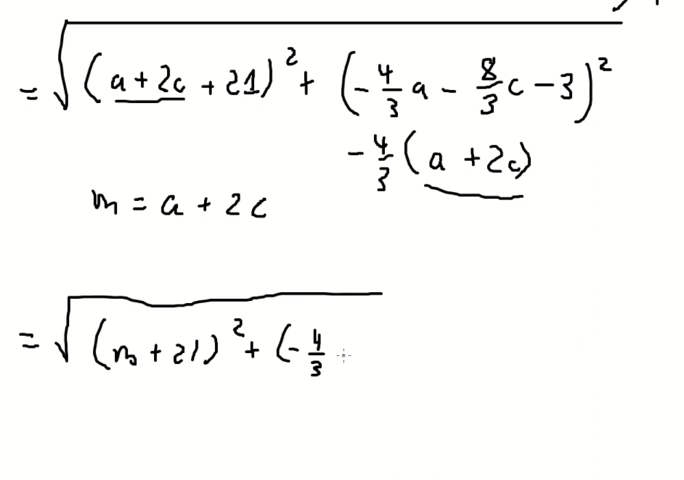 = √((a + 2c + 21)² + (-4/3 a - 8/3 c - 3)²
-4/3 (a + 2c)
m = a + 2c
= √((m + 21)² + (-4/3